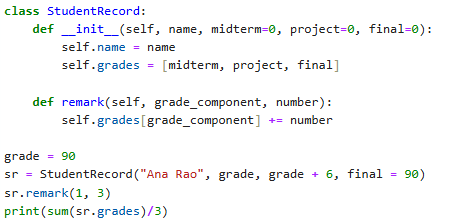 class StudentRecord:
    def __init__(self, name, midterm=0, project=0, final=0):
        self.name = name
        self.grades = [midterm, project, final]

    def remark(self, grade_component, number):
        self.grades[grade_component] += number

grade = 90
sr = StudentRecord("Ana Rao", grade, grade + 6, final = 90)
sr.remark(1, 3)
print(sum(sr.grades)/3)